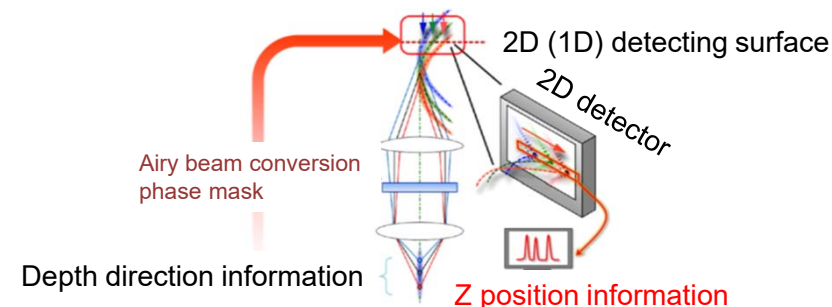 2D (1D) detecting surface
2D detector
Airy beam conversion
phase mask
Depth direction information
Z position information